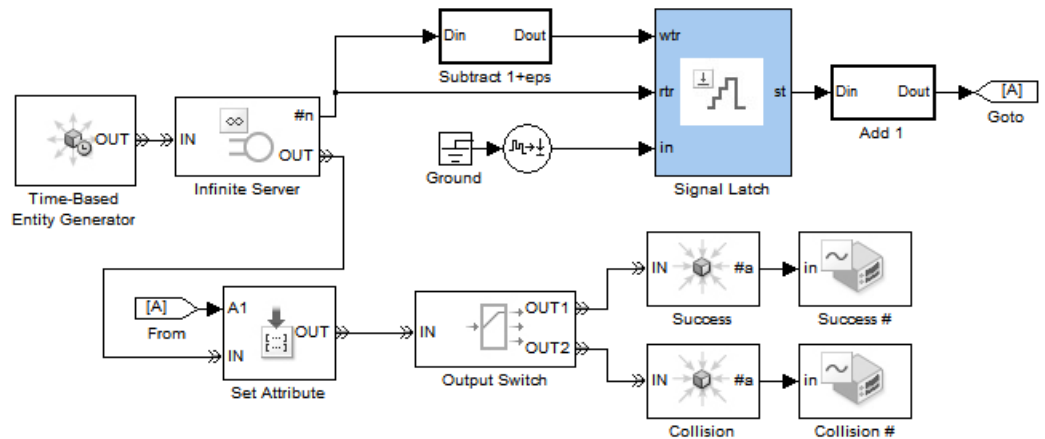 Din Dout
Subtract 1+eps
wtr
rtr
in
st
Signal Latch
Din Dout
Add 1
[A]
Goto
OUT
Time-Based
Entity Generator
IN
#n
OUT
∞
Infinite Server
Ground
[A]
From
A1
IN
OUT
[...]
Set Attribute
IN
OUT1
OUT2
Output Switch
IN #a
Success
in
Success #
IN #a
Collision
in
Collision #